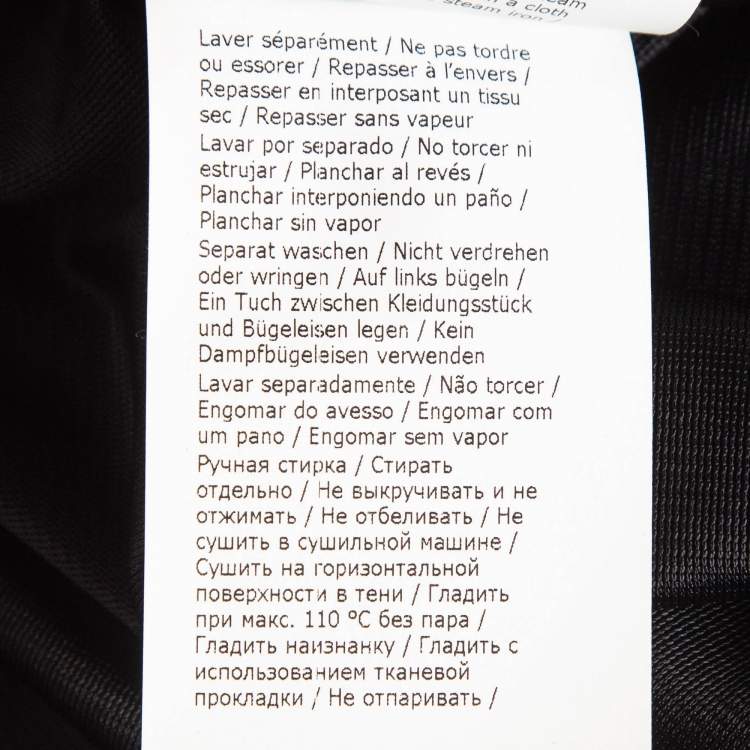 a cloth
steam iron /
Laver séparément / Ne pas tordre
ou essorer / Repasser à l'envers /
Repasser en interposant un tissu
sec / Repasser sans vapeur
Lavar por separado / No torcer ni
estrujar / Planchar al revés /
Planchar interponiendo un paño /
Planchar sin vapor
Separat waschen / Nicht verdrehen
oder wringen / Auf links bügeln /
Ein Tuch zwischen Kleidungsstück
und Bügeleisen legen / Kein
Dampfbügeleisen verwenden
Lavar separadamente / Não torcer /
Engomar do avesso / Engomar com
um pano / Engomar sem vapor
Ручная стирка / Стирать
отдельно / Не выкручивать и не
отжимать / Не отбеливать / Не
сушить в сушильной машине /
Сушить на горизонтальной
поверхности в тени / Гладить
при макс. 110 ºC без пара /
Гладить наизнанку / Гладить с
использованием тканевой
прокладки / Не отпаривать /